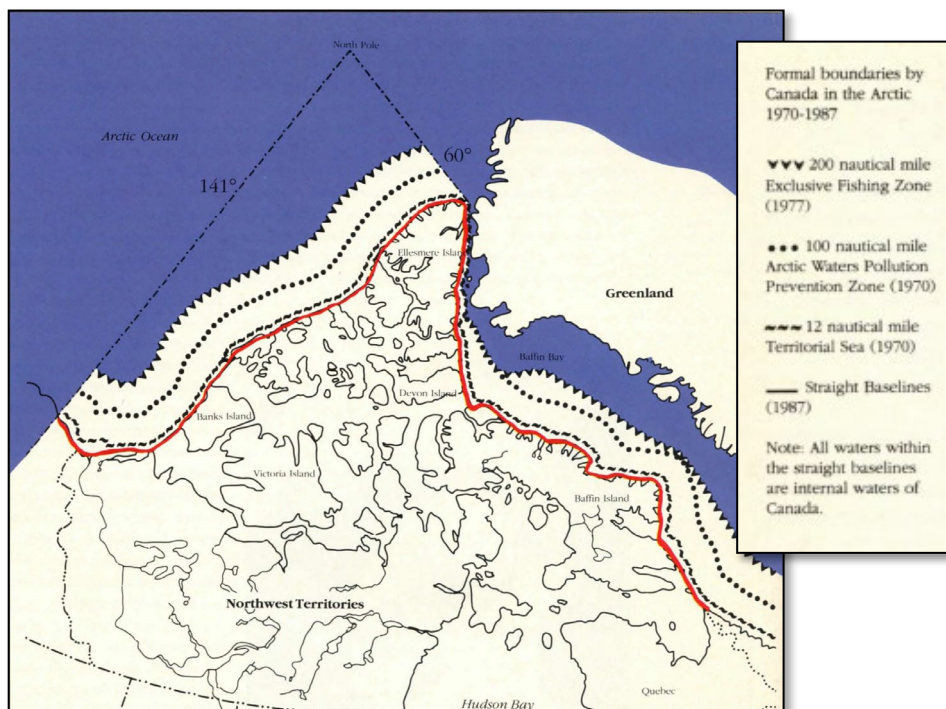 North Pole
Arctic Ocean
60°
141°
Ellesmere Islan
Greenland
Baffin Bay
Devon Island
Banks Island
Victoria Island
Baffin Island
Northwest Territories
Quebec
Hudson Bay
Formal boundaries by
Canada in the Arctic
1970-1987
200 nautical mile
Exclusive Fishing Zone
(1977)
100 nautical mile
Arctic Waters Pollution
Prevention Zone (1970)
12 nautical mile
Territorial Sea (1970)
Straight Baselines
(1987)
Note: All waters within
the straight baselines
are internal waters of
Canada.